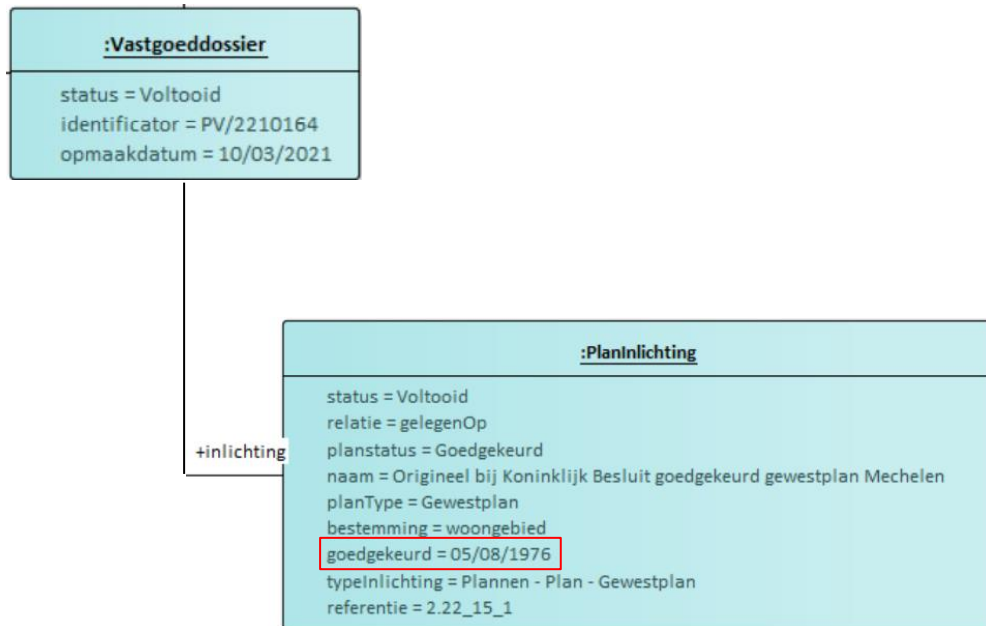 :Vastgoeddossier
status = Voltooid
identificator = PV/2210164
opmaakdatum = 10/03/2021
:PlanInlichting
status = Voltooid
relatie = gelegenOp
+inlichting
planstatus = Goedgekeurd
naam = Origineel bij Koninklijk Besluit goedgekeurd gewestplan Mechelen
planType = Gewestplan
bestemming = woongebied
goedgekeurd = 05/08/1976
typeInlichting = Plannen - Plan - Gewestplan
referentie = 2.22_15_1